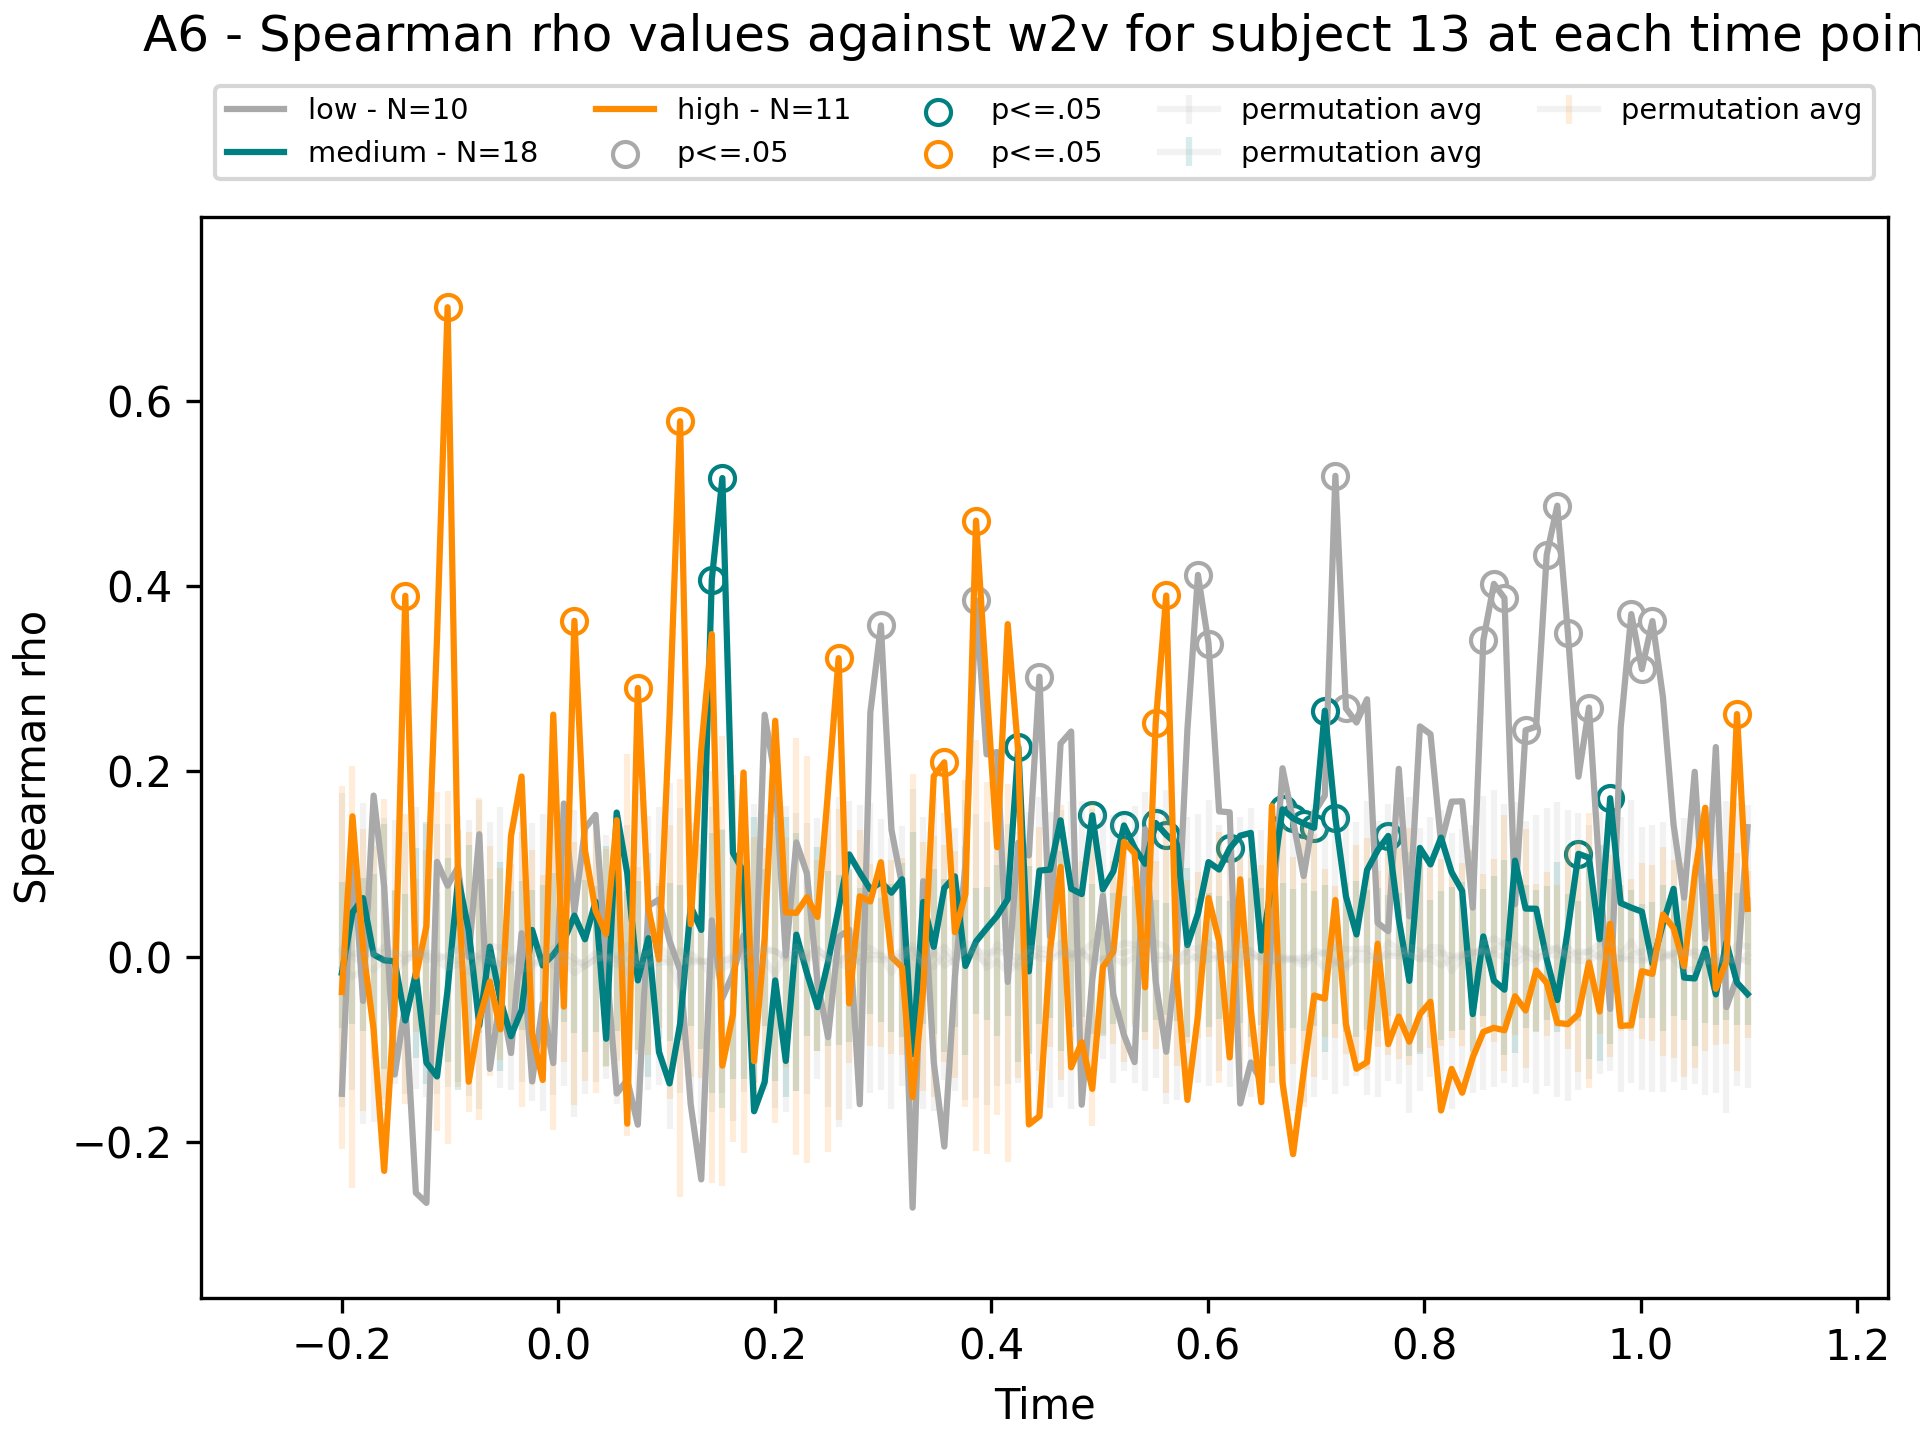 A6 - Spearman rho values against w2v for subject 13 at each time poin
low - N=10 high - N=11 p<=.05 permutation avg permutation avg
medium - N=18 p<=.05 p<=.05 permutation avg
0.6
0.4
0.2
0.0
−0.2
Spearman rho
−0.2 0.0 0.2 0.4 0.6 0.8 1.0 1.2
Time